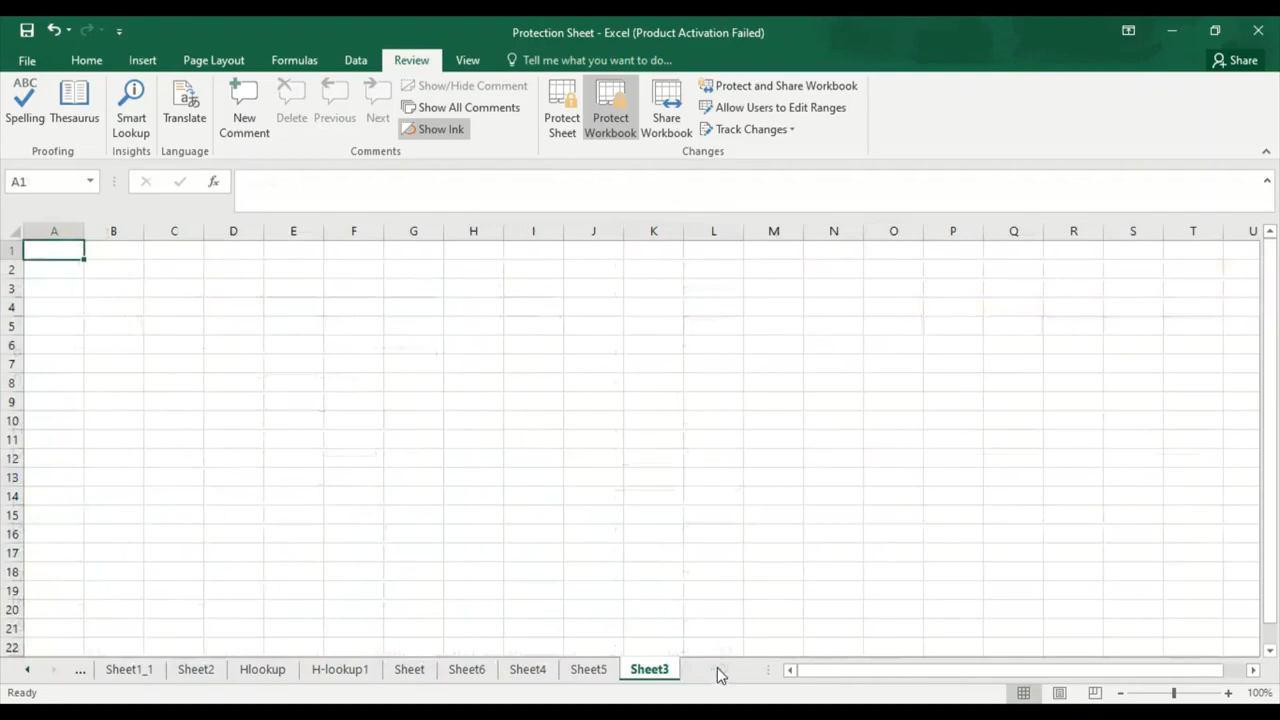 Protection Sheet - Excel (Product Activation Failed)
File Home Insert Page Layout Formulas Data Review View Tell me what you want to do... Share
ABC
Spelling Thesaurus Smart Lookup Translate New Comment Delete Previous Next Show/Hide Comment Show All Comments Show Ink Protect Sheet Protect Workbook Share Workbook Protect and Share Workbook Allow Users to Edit Ranges Track Changes
Proofing Insights Language Comments Changes
A1 fx
A B C D E F G H I J K L M N O P Q R S T U
1
2
3
4
5
6
7
8
9
10
11
12
13
14
15
16
17
18
19
20
21
22
... Sheet1_1 Sheet2 Hlookup H-lookup1 Sheet Sheet6 Sheet4 Sheet5 Sheet3
Ready 100%